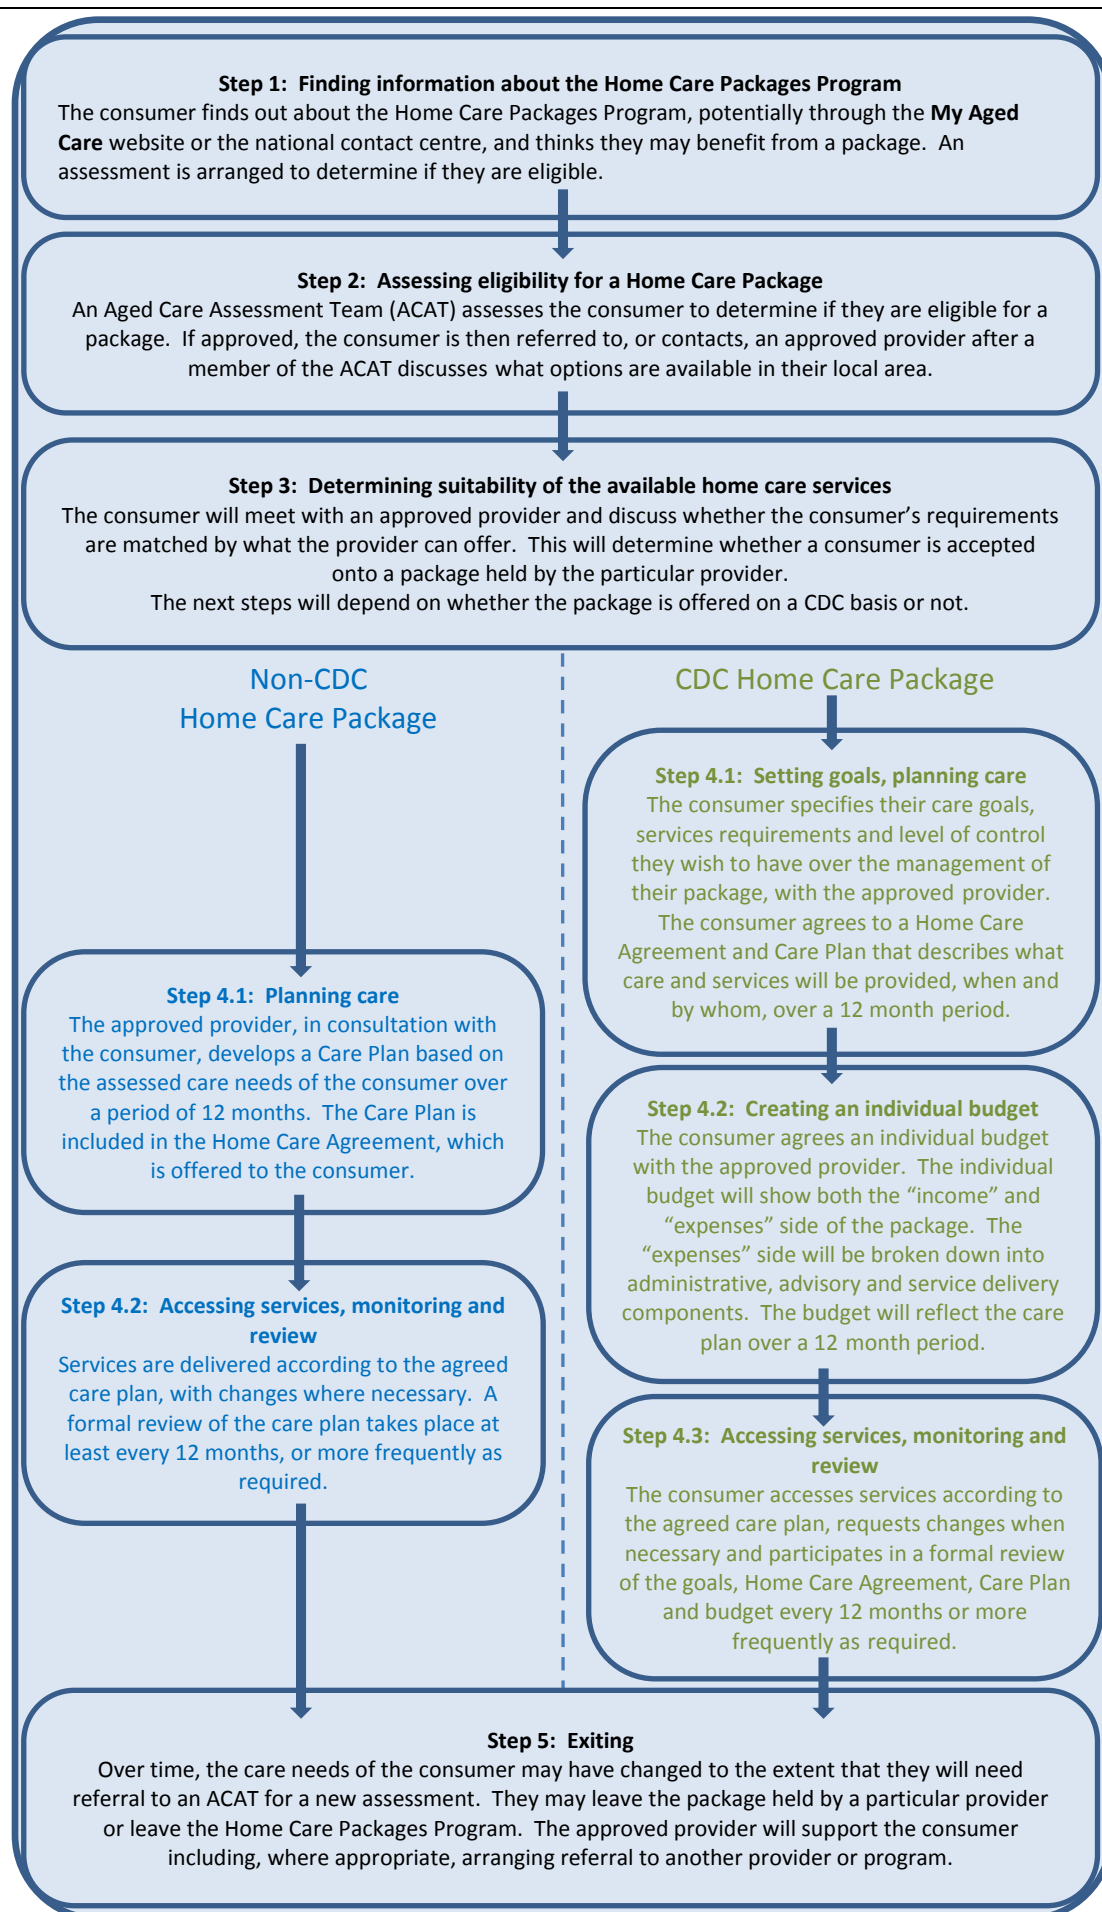 Step 1:  Finding information about the Home Care Packages Program
The consumer finds out about the Home Care Packages Program, potentially through the My Aged
Care website or the national contact centre, and thinks they may benefit from a package.  An
assessment is arranged to determine if they are eligible.
Step 2:  Assessing eligibility for a Home Care Package
An Aged Care Assessment Team (ACAT) assesses the consumer to determine if they are eligible for a
package.  If approved, the consumer is then referred to, or contacts, an approved provider after a
member of the ACAT discusses what options are available in their local area.
Step 3:  Determining suitability of the available home care services
The consumer will meet with an approved provider and discuss whether the consumer’s requirements
are matched by what the provider can offer.  This will determine whether a consumer is accepted
onto a package held by the particular provider.
The next steps will depend on whether the package is offered on a CDC basis or not.
Non-CDC
Home Care Package
Step 4.1:  Planning care
The approved provider, in consultation with
the consumer, develops a Care Plan based on
the assessed care needs of the consumer over
a period of 12 months.  The Care Plan is
included in the Home Care Agreement, which
is offered to the consumer.
Step 4.2:  Accessing services, monitoring and
review
Services are delivered according to the agreed
care plan, with changes where necessary.  A
formal review of the care plan takes place at
least every 12 months, or more frequently as
required.
CDC Home Care Package
Step 4.1:  Setting goals, planning care
The consumer specifies their care goals,
services requirements and level of control
they wish to have over the management of
their package, with the approved provider.
The consumer agrees to a Home Care
Agreement and Care Plan that describes what
care and services will be provided, when and
by whom, over a 12 month period.
Step 4.2:  Creating an individual budget
The consumer agrees an individual budget
with the approved provider.  The individual
budget will show both the “income” and
“expenses” side of the package.  The
“expenses” side will be broken down into
administrative, advisory and service delivery
components.  The budget will reflect the care
plan over a 12 month period.
Step 4.3:  Accessing services, monitoring and
review
The consumer accesses services according to
the agreed care plan, requests changes when
necessary and participates in a formal review
of the goals, Home Care Agreement, Care Plan
and budget every 12 months or more
frequently as required.
Step 5:  Exiting
Over time, the care needs of the consumer may have changed to the extent that they will need
referral to an ACAT for a new assessment.  They may leave the package held by a particular provider
or leave the Home Care Packages Program.  The approved provider will support the consumer
including, where appropriate, arranging referral to another provider or program.